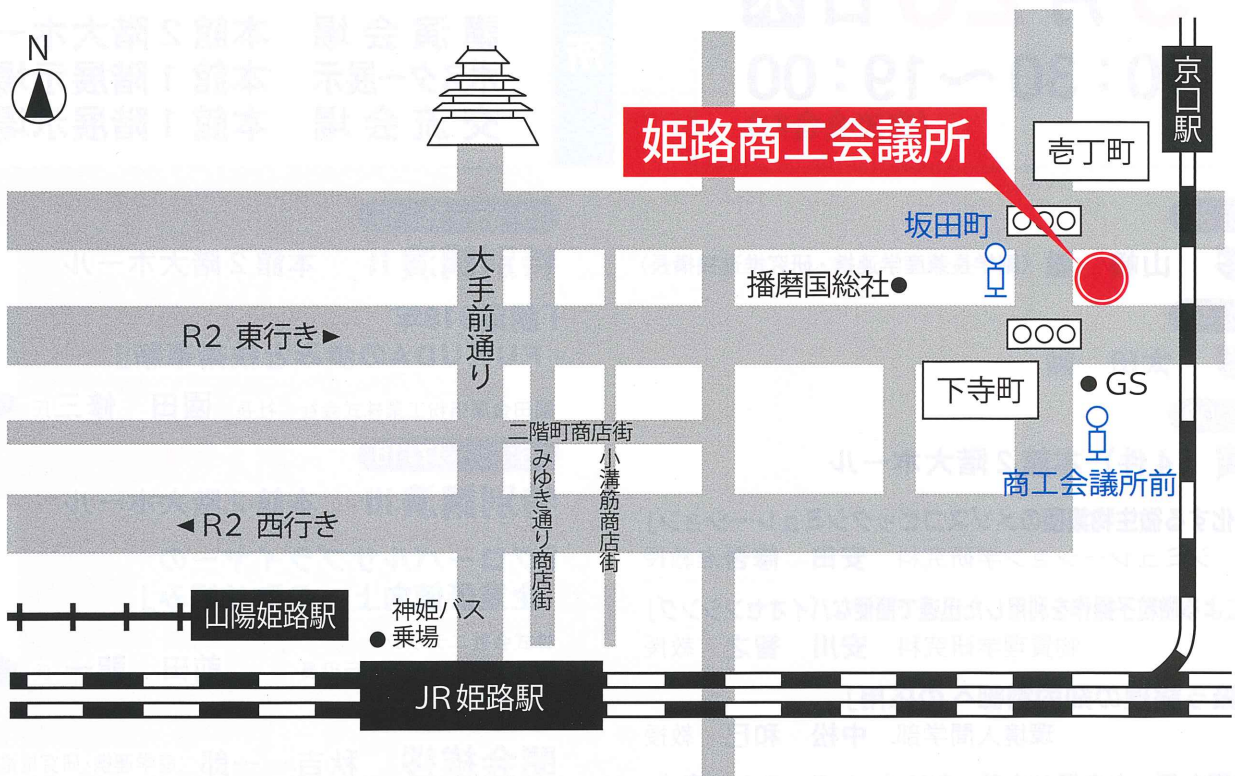 N
京口駅
姫路商工会議所
壱丁町
坂田町
播磨国総社
大手前通り
R2 東行き
下寺町
GS
二階町商店街
みゆき通り商店街
小溝筋商店街
商工会議所前
R2 西行き
山陽姫路駅
神姫バス
乗場
JR姫路駅